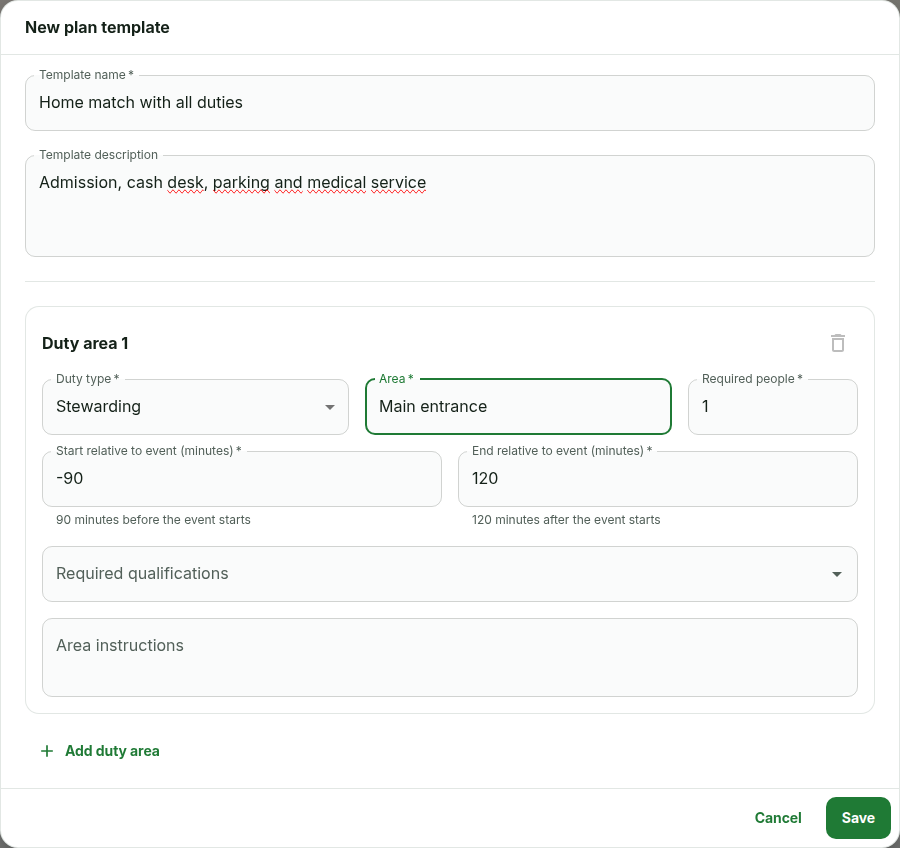 New plan template
Template name *
Home match with all duties
Template description
Admission, cash desk, parking and medical service
Duty area 1
Duty type *
Stewarding
Area *
Main entrance
Required people *
1
Start relative to event (minutes) *
-90
90 minutes before the event starts
End relative to event (minutes) *
120
120 minutes after the event starts
Required qualifications
Area instructions
+ Add duty area
Cancel
Save